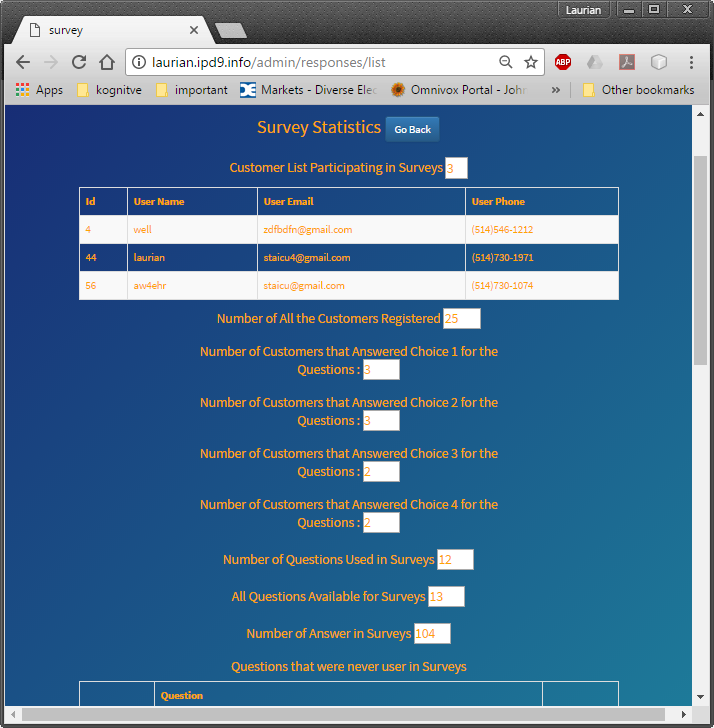 Laurian
survey
laurian.ipd9.info/admin/responses/list
ABP
Apps kognitve important Markets - Diverse Elec Omnivox Portal - John » Other bookmarks
Survey Statistics Go Back
Customer List Participating in Surveys 3
Id User Name User Email User Phone
4 well zdfbdfn@gmail.com (514)546-1212
44 laurian staicu4@gmail.com (514)730-1971
56 aw4ehr staicu@gmail.com (514)730-1074
Number of All the Customers Registered 25
Number of Customers that Answered Choice 1 for the
Questions : 3
Number of Customers that Answered Choice 2 for the
Questions : 3
Number of Customers that Answered Choice 3 for the
Questions : 2
Number of Customers that Answered Choice 4 for the
Questions : 2
Number of Questions Used in Surveys 12
All Questions Available for Surveys 13
Number of Answer in Surveys 104
Questions that were never user in Surveys
Question